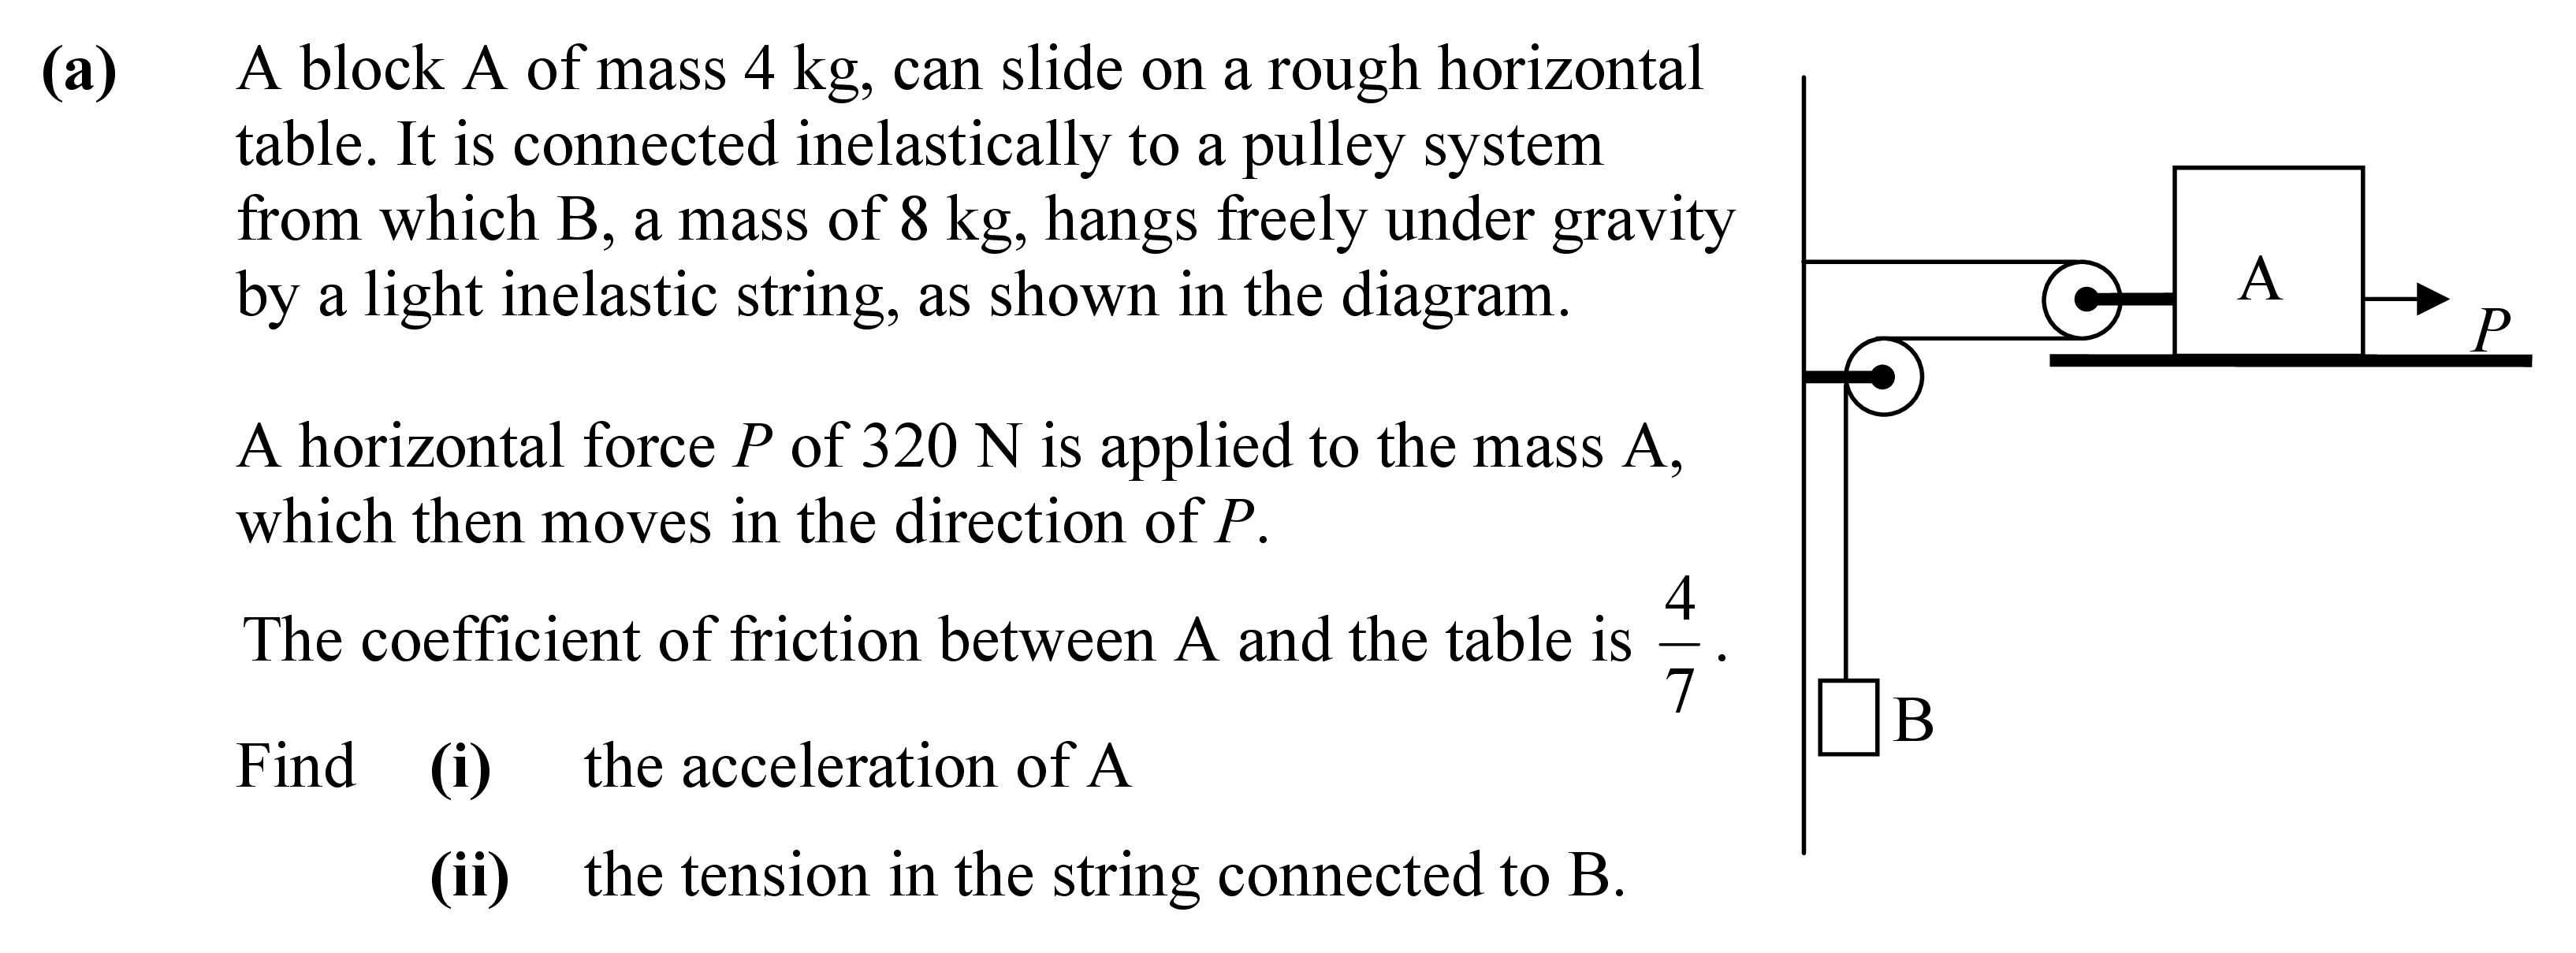 (a) A block A of mass 4 kg, can slide on a rough horizontal
table. It is connected inelastically to a pulley system
from which B, a mass of 8 kg, hangs freely under gravity
by a light inelastic string, as shown in the diagram.
A
P
A horizontal force P of 320 N is applied to the mass A,
which then moves in the direction of P.
The coefficient of friction between A and the table is 4/7.
B
Find (i) the acceleration of A
(ii) the tension in the string connected to B.